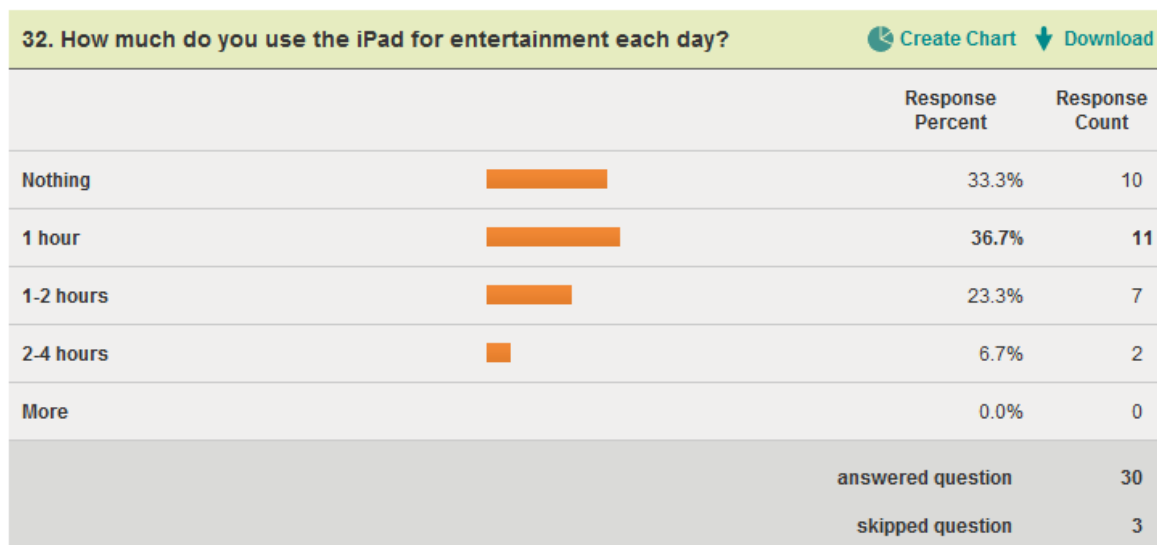 32. How much do you use the iPad for entertainment each day? Create Chart Download
Response Response
Percent Count
Nothing 33.3% 10
1 hour 36.7% 11
1-2 hours 23.3% 7
2-4 hours 6.7% 2
More 0.0% 0
answered question 30
skipped question 3